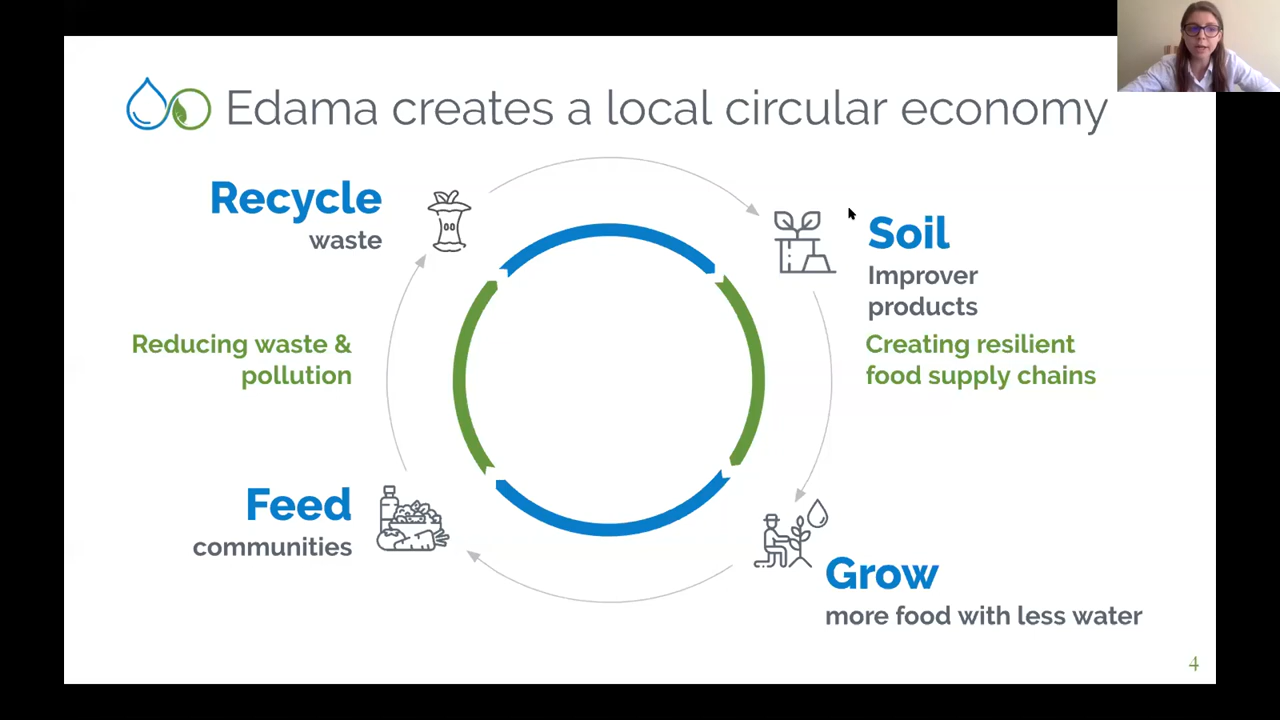 Edama creates a local circular economy
Recycle
waste
Soil
Improver
products
Reducing waste &
pollution
Creating resilient
food supply chains
Feed
communities
Grow
more food with less water
4